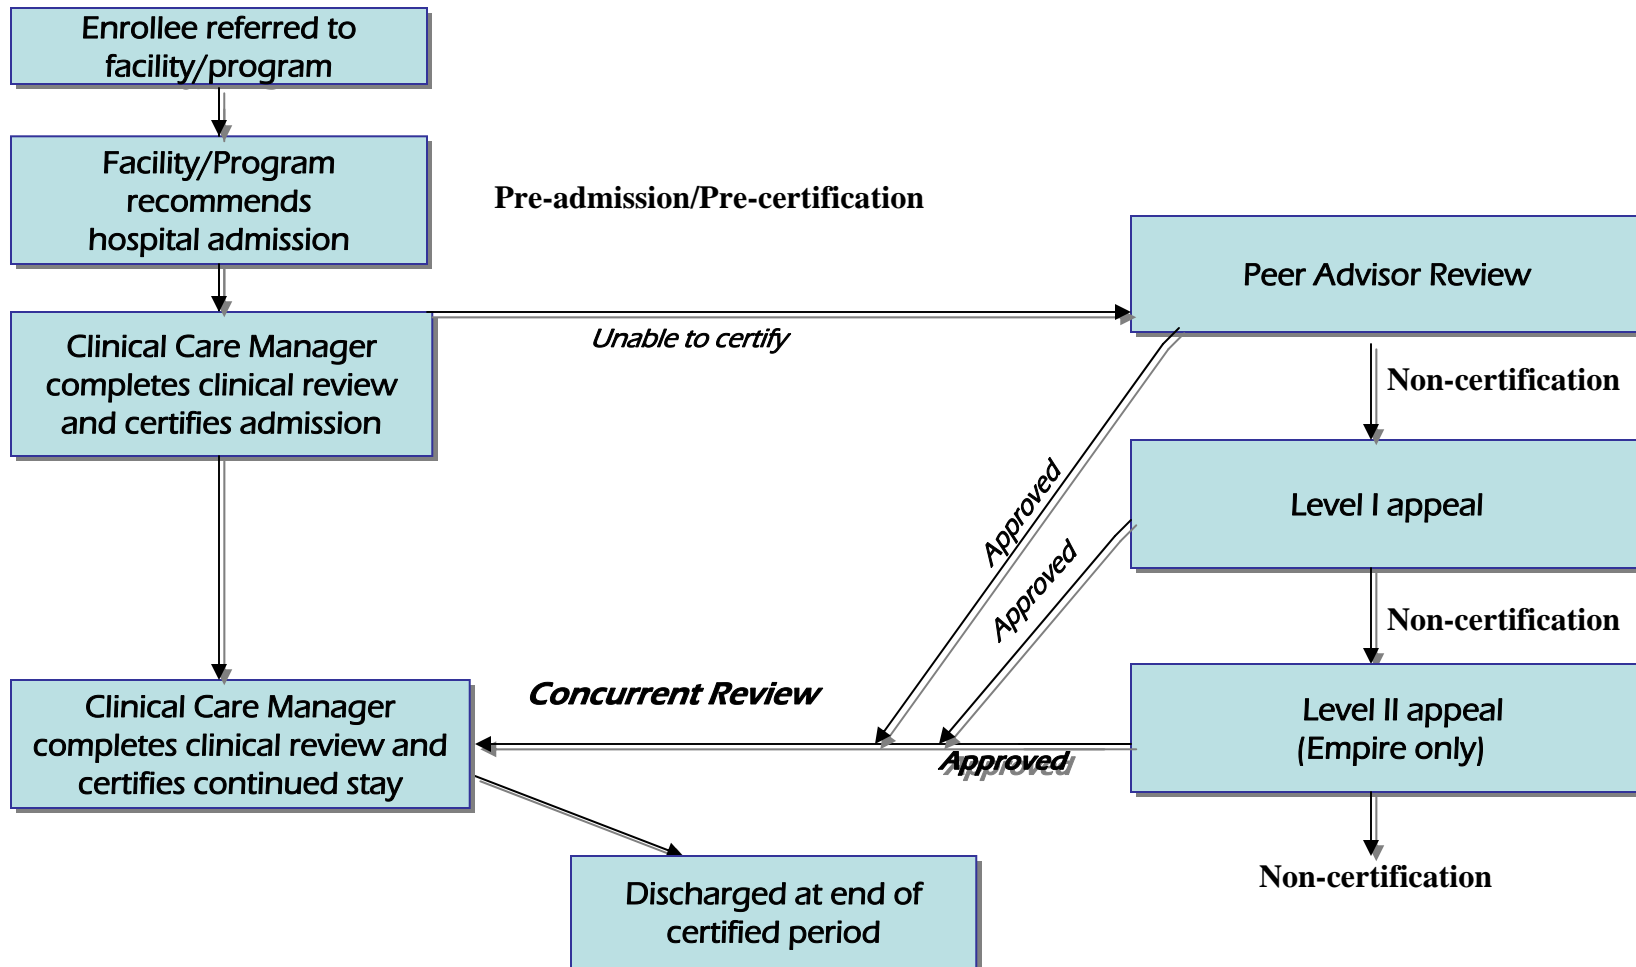 Enrollee referred to
facility/program
Facility/Program
recommends
hospital admission
Pre-admission/Pre-certification
Peer Advisor Review
Clinical Care Manager
completes clinical review
and certifies admission
Unable to certify
Non-certification
Approved
Level I appeal
Approved
Non-certification
Concurrent Review
Clinical Care Manager
completes clinical review and
certifies continued stay
Level II appeal
(Empire only)
Approved
Non-certification
Discharged at end of
certified period